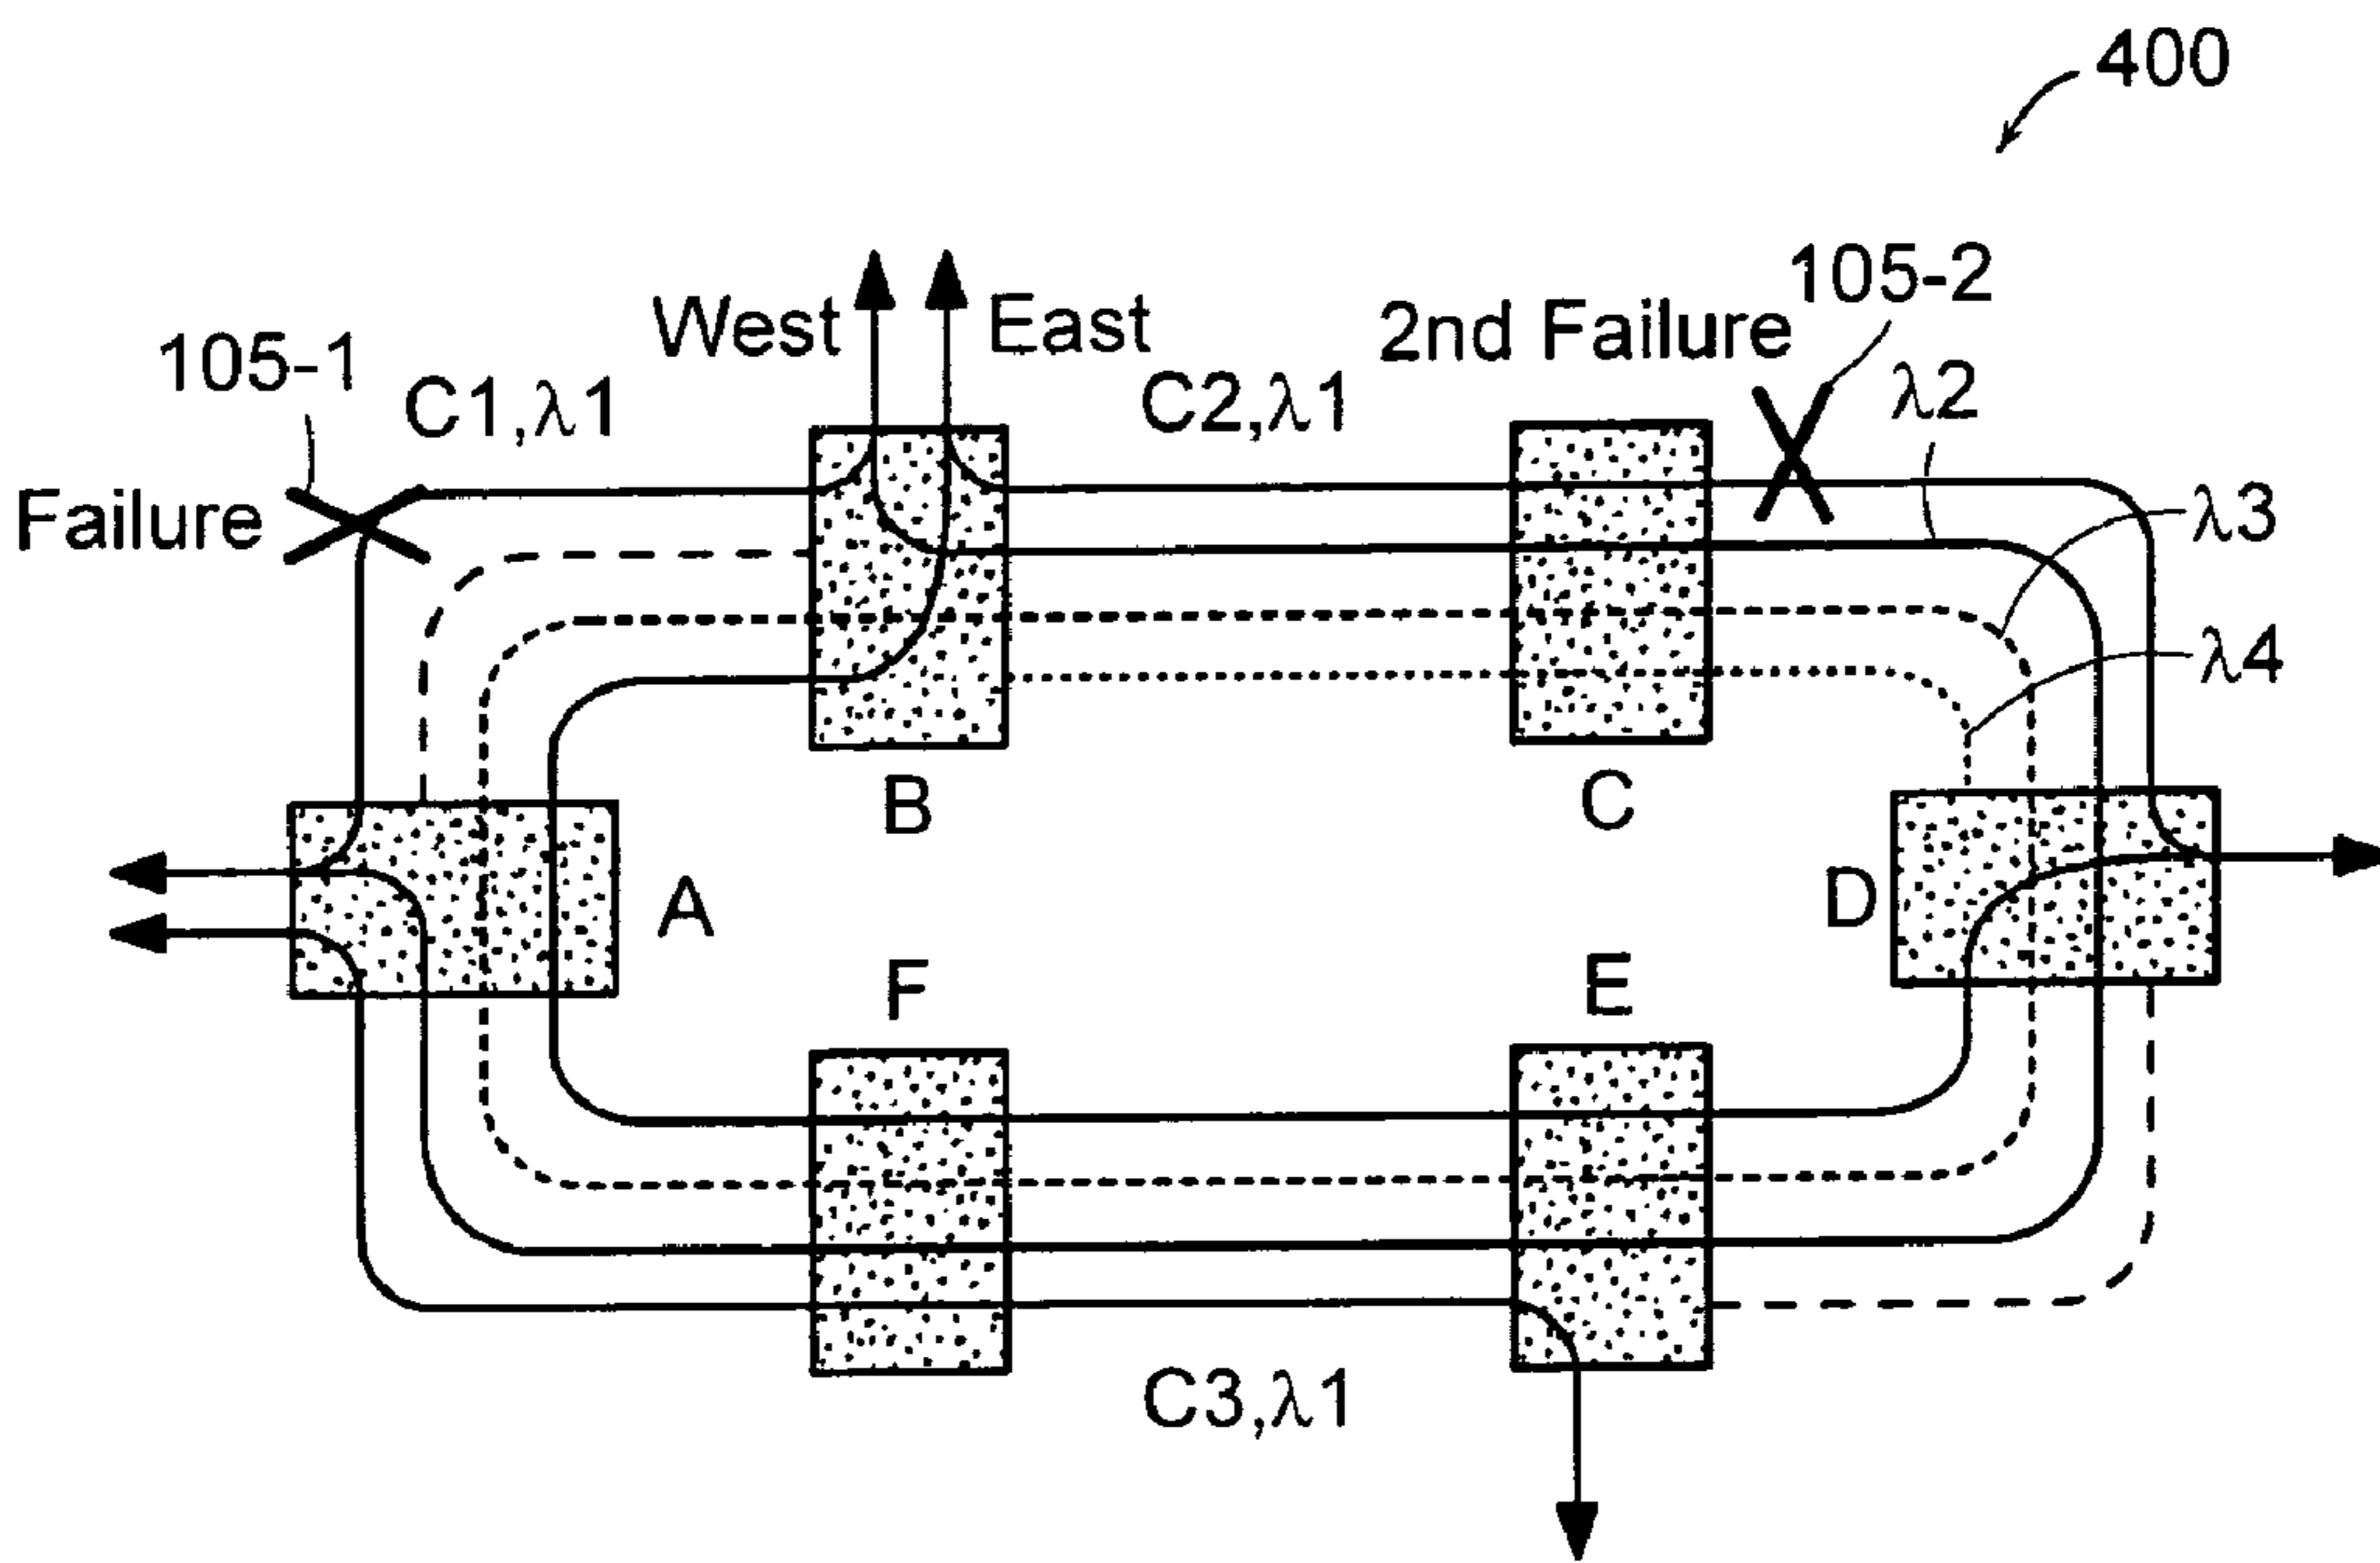 400
105-2
West
East
2nd Failure
105-1
C1,λ1
C2,λ1
λ2
Failure
λ3
λ4
B
C
A
D
F
E
C3,λ1